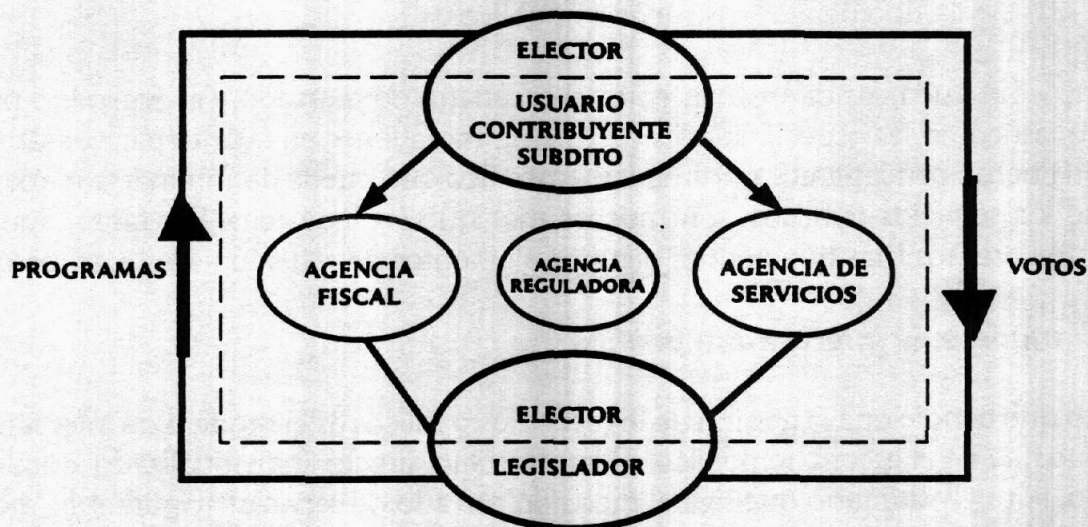 ELECTOR
USUARIO
CONTRIBUYENTE
SUBDITO
PROGRAMAS
AGENCIA
FISCAL
AGENCIA
REGULADORA
AGENCIA DE
SERVICIOS
VOTOS
ELECTOR
LEGISLADOR